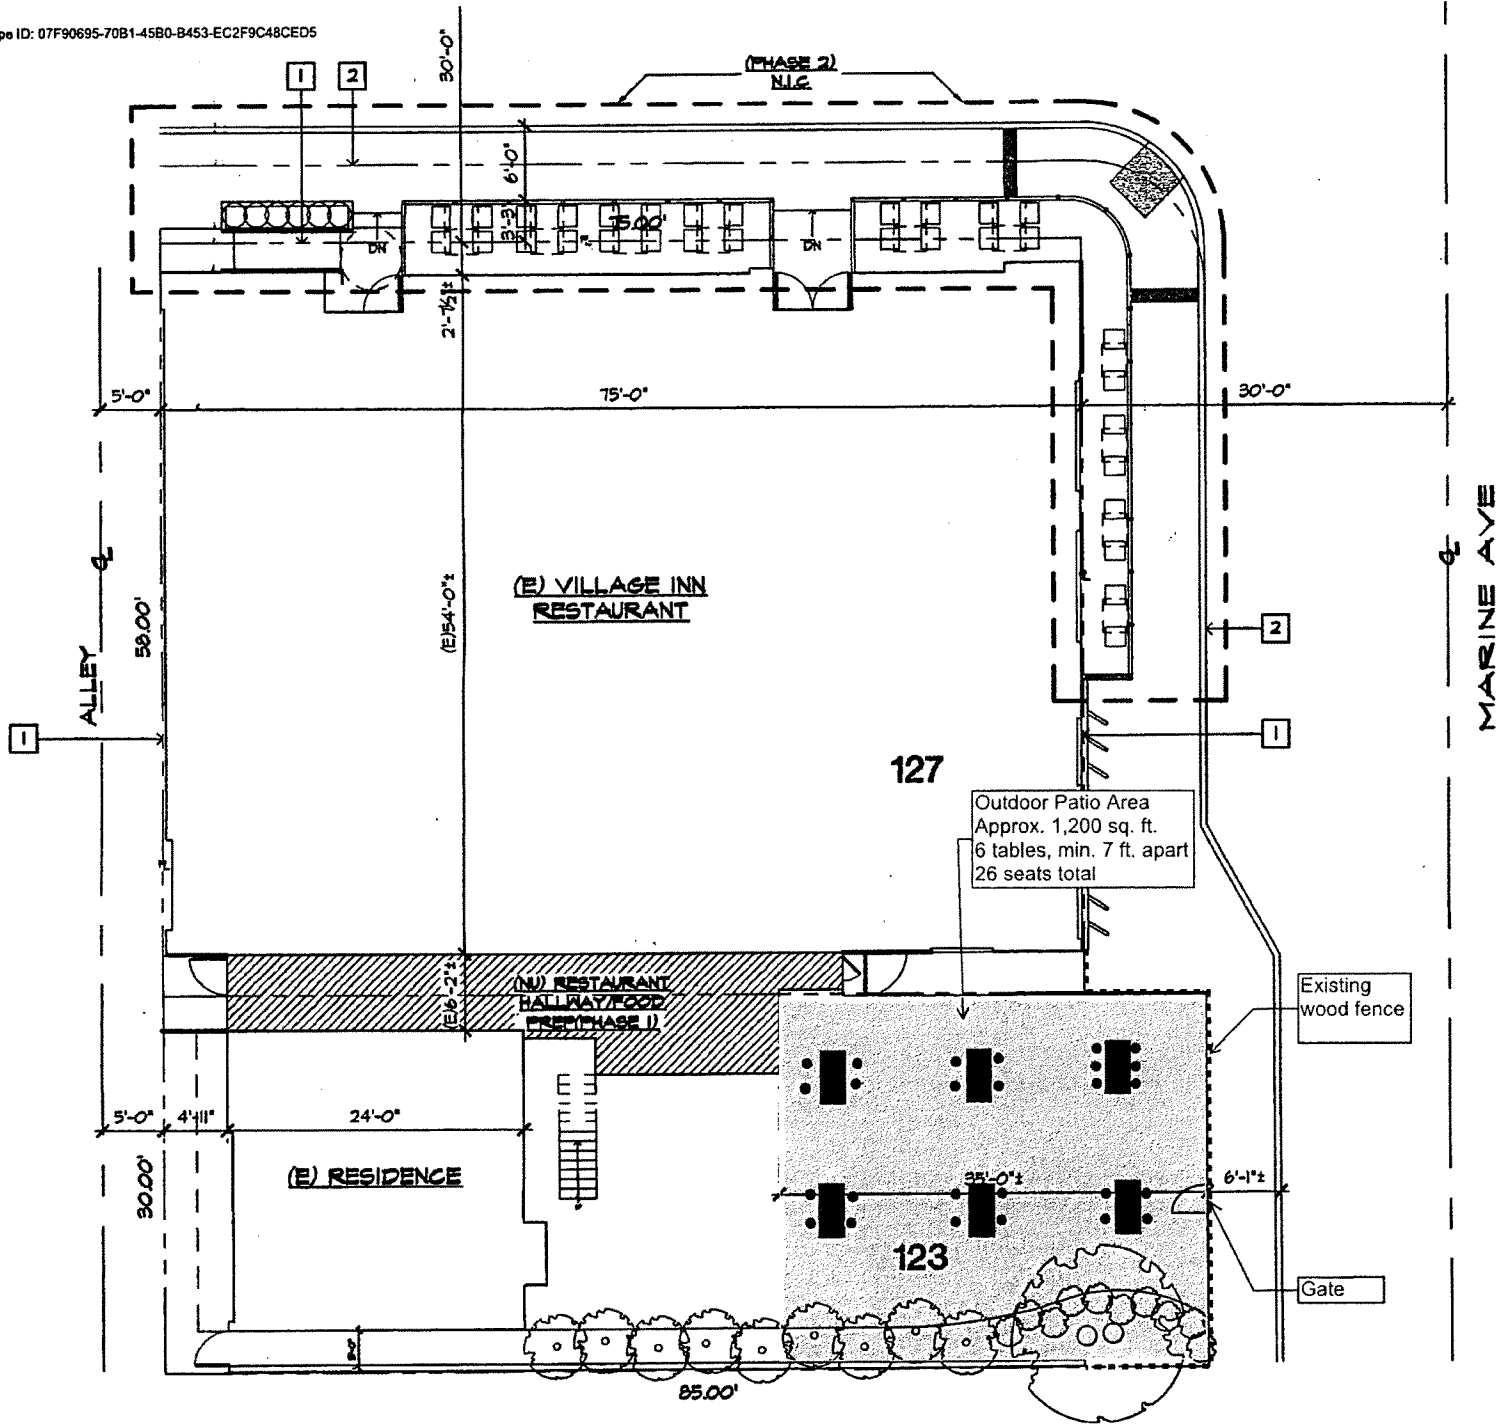 pe ID: 07F90695-70B1-45B0-B453-EC2F9C48CED5
1
2
30'-0"
(PHASE 2)
N.I.C
6'-0"
3'-3"
75.00'
DN
DN
2'-7½"±
5'-0"
75'-0"
30'-0"
(E) VILLAGE INN
RESTAURANT
(E)54'-0"±
58.00'
ALLEY
MARINE AVE
2
1
1
127
Outdoor Patio Area
Approx. 1,200 sq. ft.
6 tables, min. 7 ft. apart
26 seats total
(N) RESTAURANT
HALLWAY/FOOD
PREP(PHASE 1)
(E)6'-2"±
Existing
wood fence
5'-0"
4'-11"
24'-0"
(E) RESIDENCE
30.00'
35'-0"±
6'-1"±
123
Gate
85.00'